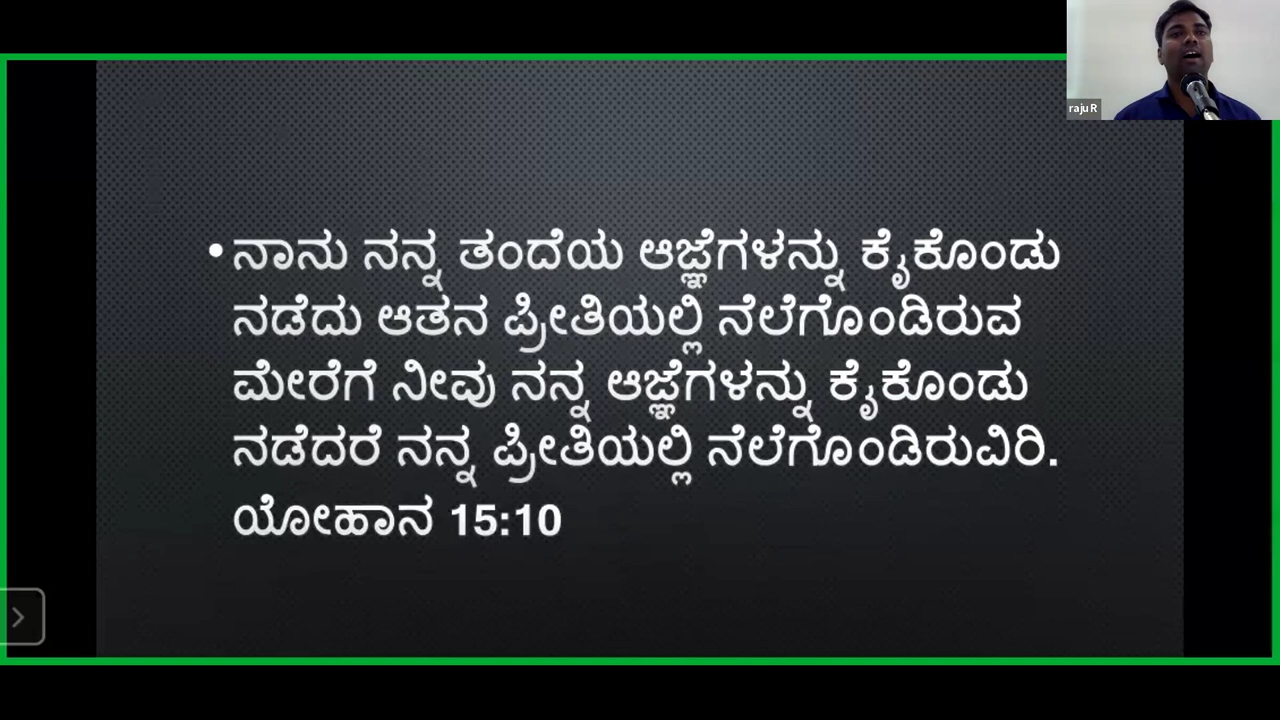 raju R
•ನಾನು ನನ್ನ ತಂದೆಯ ಆಜ್ಞೆಗಳನ್ನು ಕೈಕೊಂಡು
ನಡೆದು ಆತನ ಪ್ರೀತಿಯಲ್ಲಿ ನೆಲೆಗೊಂಡಿರುವ
ಮೇರೆಗೆ ನೀವು ನನ್ನ ಆಜ್ಞೆಗಳನ್ನು ಕೈಕೊಂಡು
ನಡೆದರೆ ನನ್ನ ಪ್ರೀತಿಯಲ್ಲಿ ನೆಲೆಗೊಂಡಿರುವಿರಿ.
ಯೋಹಾನ 15:10